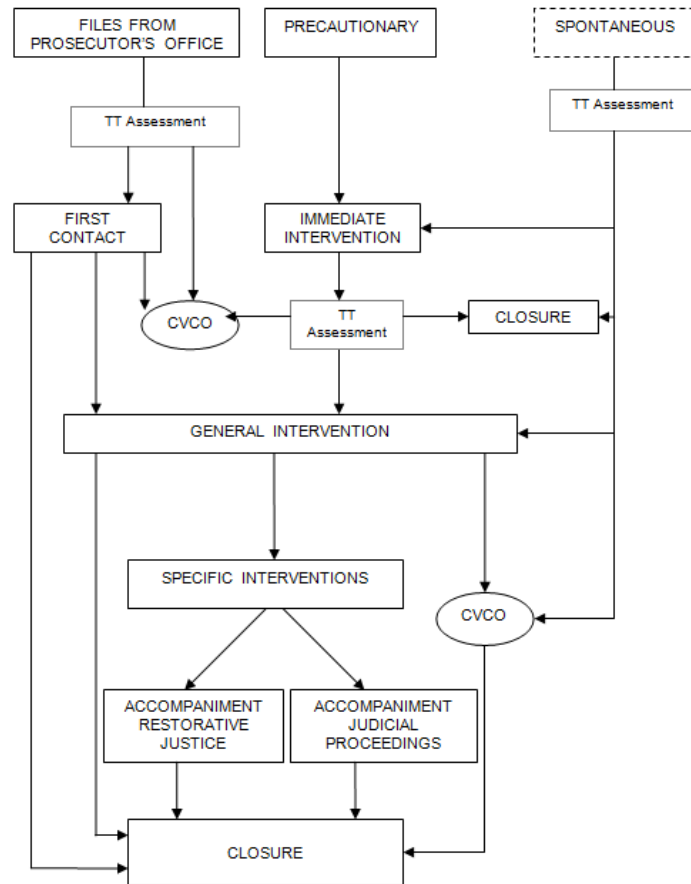 FILES FROM
PROSECUTOR'S OFFICE
PRECAUTIONARY
SPONTANEOUS
TT Assessment
TT Assessment
FIRST
CONTACT
IMMEDIATE
INTERVENTION
CVCO
TT
Assessment
CLOSURE
GENERAL INTERVENTION
SPECIFIC INTERVENTIONS
CVCO
ACCOMPANIMENT
RESTORATIVE
JUSTICE
ACCOMPANIMENT
JUDICIAL
PROCEEDINGS
CLOSURE